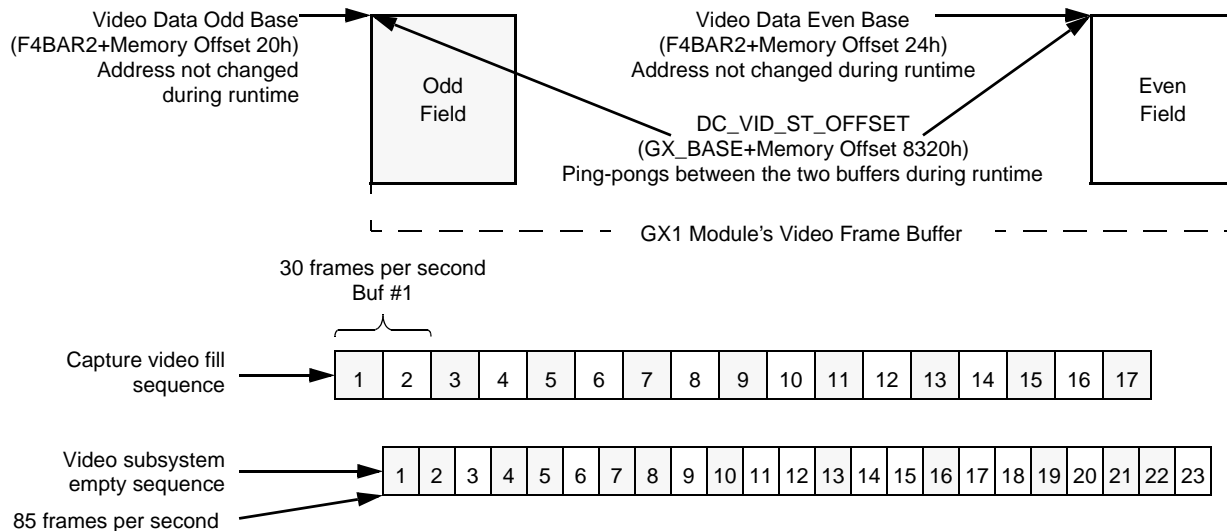 Video Data Odd Base
(F4BAR2+Memory Offset 20h)
Address not changed
during runtime
Odd
Field
Video Data Even Base
(F4BAR2+Memory Offset 24h)
Address not changed during runtime
Even
Field
DC_VID_ST_OFFSET
(GX_BASE+Memory Offset 8320h)
Ping-pongs between the two buffers during runtime
GX1 Module's Video Frame Buffer
30 frames per second
Buf #1
Capture video fill
sequence
1 2 3 4 5 6 7 8 9 10 11 12 13 14 15 16 17
Video subsystem
empty sequence
1 2 3 4 5 6 7 8 9 10 11 12 13 14 15 16 17 18 19 20 21 22 23
85 frames per second